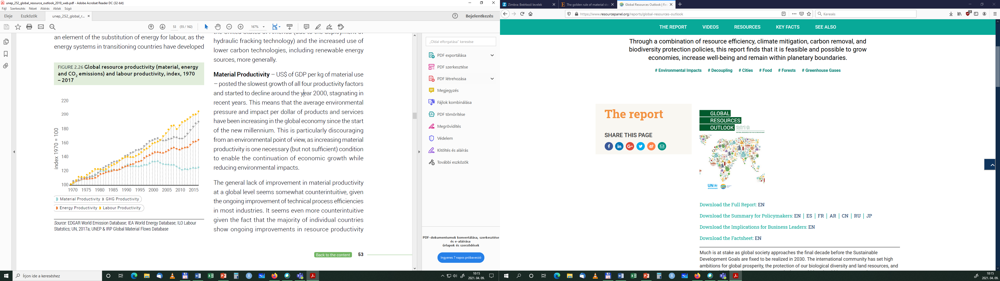 unep_252_global_resource_outlook_2019_web.pdf - Adobe Acrobat Reader DC (32-bit)
Fájl Szerkesztés Nézet Aláírás Ablak Súgó
Eleje Eszközök unep_252_global_r... × Bejelentkezés
53 (55 / 162) 167%
an element of the substitution of energy for labour, as the
energy systems in transitioning countries have developed
FIGURE 2.26 Global resource productivity (material, energy
and CO2 emissions) and labour productivity, index, 1970
– 2017
index 1970 = 100
220
200
180
160
140
120
100
1970 1975 1980 1985 1990 1995 2000 2005 2010 2015
Material Productivity GHG Productivity
Energy Productivity Labour Productivity
Source: EDGAR World Emission Database; IEA World Energy Database; ILO Labour
Statstics; UN, 2017a; UNEP & IRP Global Material Flows Database
the United States of America (due to the deployment of
hydraulic fracking technology) and the increased use of
lower carbon technologies, including renewable energy
sources, more generally.
Material Productivity – US$ of GDP per kg of material use
– posted the slowest growth of all four productivity factors
and started to decline around the year 2000, stagnating in
recent years. This means that the average environmental
pressure and impact per dollar of products and services
have been increasing in the global economy since the start
of the new millennium. This is particularly discouraging
from an environmental point of view, as increasing material
productivity is one necessary (but not sufficient) condition
to enable the continuation of economic growth while
reducing environmental impacts.
The general lack of improvement in material productivity
at a global level seems somewhat counterintuitive, given
the ongoing improvement of technical process efficiencies
in most industries. It seems even more counterintuitive
given the fact that the majority of individual countries
show ongoing improvements in resource productivity
Back to the content 53
„Oldal elforgatása” keresése
PDF exportálása
PDF szerkesztése
PDF létrehozása
Megjegyzés
Fájlok kombinálása
PDF tömörítése
Megrövidítés
Védelem
Kitöltés és aláírás
További eszközök
PDF-dokumentumok konvertálása, szerkesztése
és e-aláírása
űrlapok és szerződések
Ingyenes 7 napos próbaverzió
Írjon ide a kereséshez
10:15
2021. 04. 09.
Zimbra: Beérkező levelek
The golden rule of material sto
Global Resources Outlook | Res
https://www.resourcepanel.org/reports/global-resources-outlook
Keresés
THE REPORT VIDEOS RESOURCES KEY FACTS SEE ALSO
Through a combination of resource efficiency, climate mitigation, carbon removal, and
biodiversity protection policies, this report finds that it is feasible and possible to grow
economies, increase well-being and remain within planetary boundaries.
# Environmental Impacts # Decoupling # Cities # Food # Forests # Greenhouse Gases
The report
SHARE THIS PAGE
GLOBAL
RESOURCES
OUTLOOK 2019
NATURAL RESOURCES FOR THE FUTURE WE WANT
UN
environment
Download the Full Report: EN
Download the Summary for Policymakers: EN | ES | FR | AR | CN | RU | JP
Download the Implications for Business Leaders: EN
Download the Factsheet: EN
Much is at stake as global society approaches the final decade before the Sustainable
Development Goals are fixed to be realized in 2030. The international community has set high
ambitions for global prosperity, the protection of our biological diversity and land resources, and
10:15
2021. 04. 09.